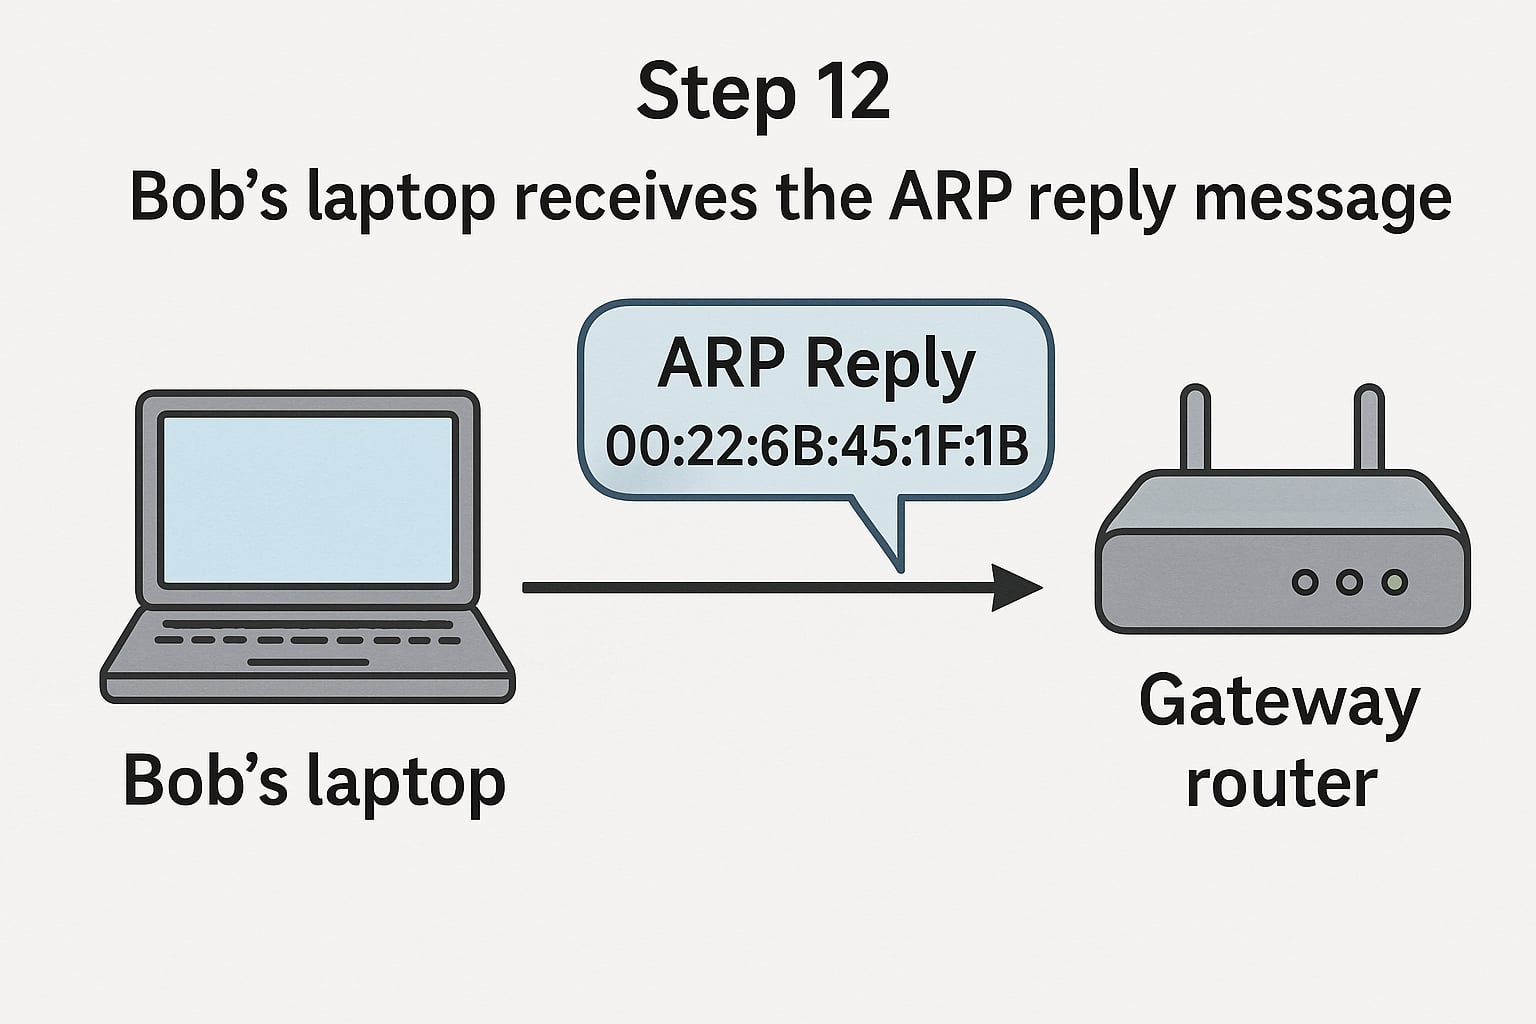 Step 12
Bob’s laptop receives the ARP reply message
ARP Reply
00:22:6B:45:1F:1B
Bob’s laptop
Gateway
router